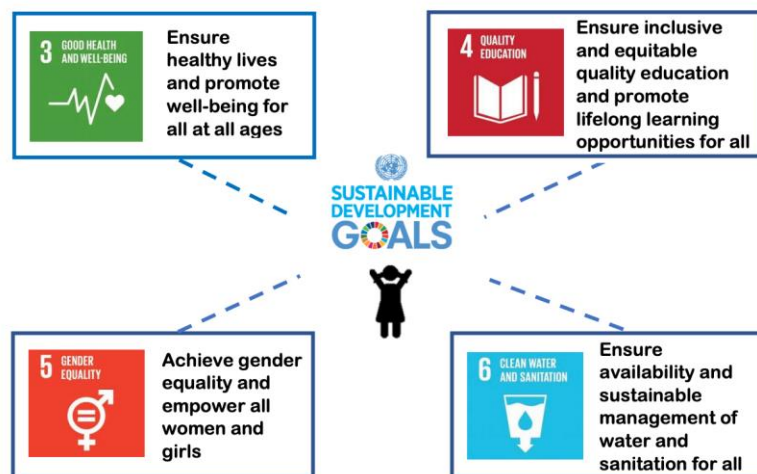 3 GOOD HEALTH
AND WELL-BEING
Ensure
healthy lives
and promote
well-being for
all at all ages
4 QUALITY
EDUCATION
Ensure inclusive
and equitable
quality education
and promote
lifelong learning
opportunities for all
SUSTAINABLE
DEVELOPMENT
GOALS
5 GENDER
EQUALITY
Achieve gender
equality and
empower all
women and
girls
6 CLEAN WATER
AND SANITATION
Ensure
availability and
sustainable
management of
water and
sanitation for all